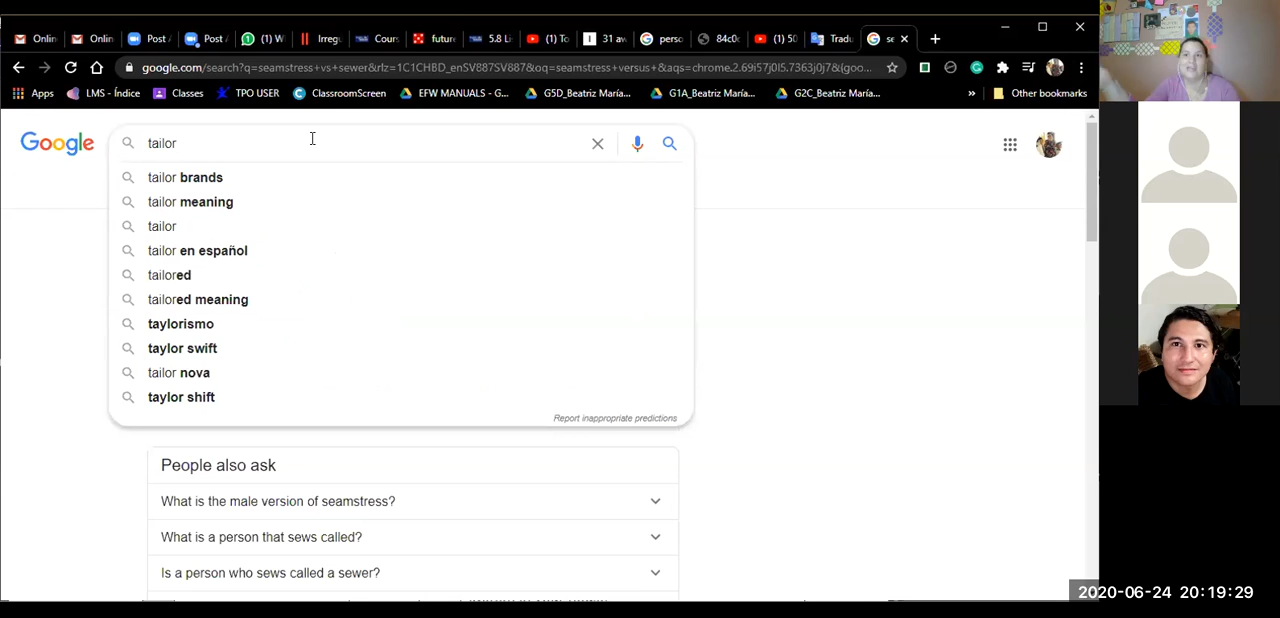 Onlin
Onlin
Post /
Post /
(1) W
Irregu
Cours
future
5.8 Li
(1) To
31 aw
perso
84c0c
(1) 50
Tradu
se
google.com/search?q=seamstress+vs+sewer&rlz=1C1CHBD_enSV887SV887&oq=seamstress+versus+&aqs=chrome.2.69i57j0l5.7363j0j7&{goo...
Apps
LMS - Índice
Classes
TPO USER
ClassroomScreen
EFW MANUALS - G...
G5D_Beatriz María...
G1A_Beatriz María...
G2C_Beatriz María...
»
Other bookmarks
Google
tailor
tailor brands
tailor meaning
tailor
tailor en español
tailored
tailored meaning
taylorismo
taylor swift
tailor nova
taylor shift
Report inappropriate predictions
People also ask
What is the male version of seamstress?
What is a person that sews called?
Is a person who sews called a sewer?
2020-06-24 20:19:29